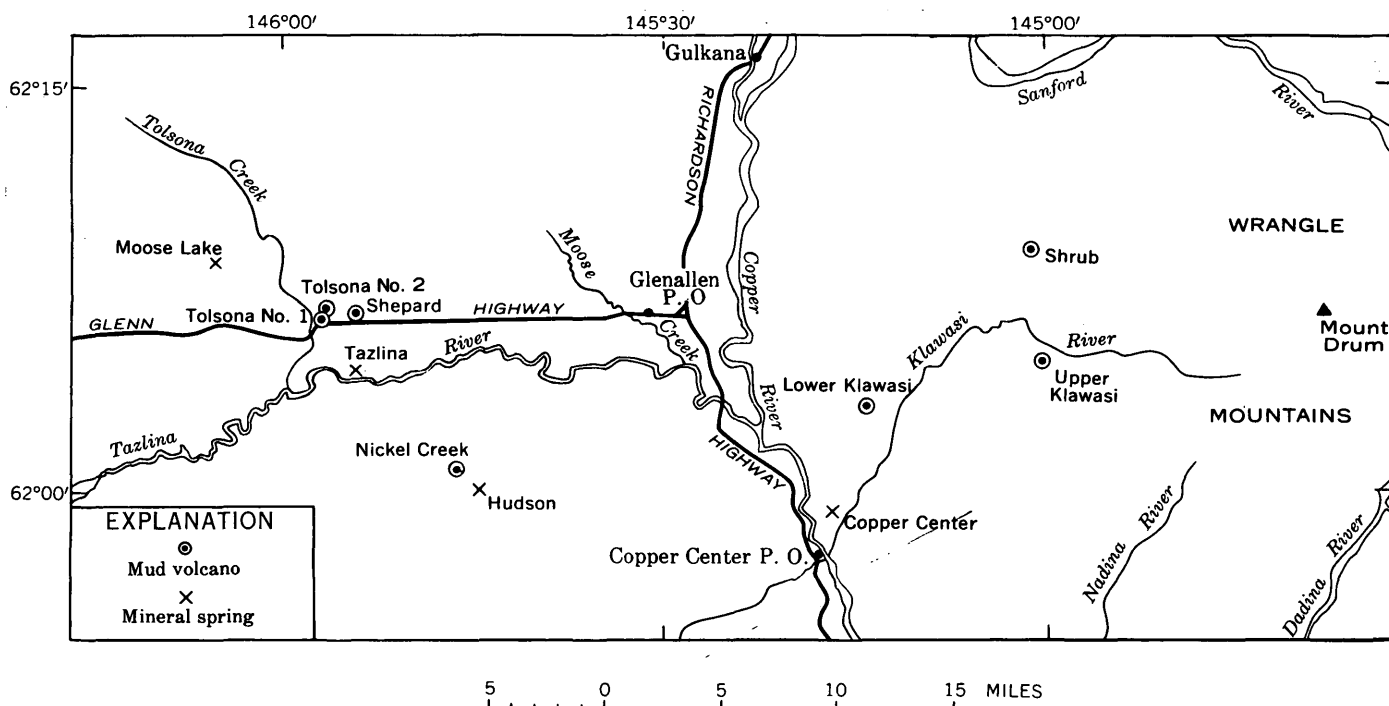 146°00'
145°30'
145°00'
Gulkana
62°15'
Sanford
River
RICHARDSON
Tolsona
Creek
WRANGLE
Moose Lake
Moose
Copper
Shrub
Glenallen
P. O
Tolsona No. 2
Shepard
HIGHWAY
Tolsona No. 1
GLENN
Creek
Klawasi
River
Mount
Drum
Tazlina
River
Lower Klawasi
River
Upper
Klawasi
MOUNTAINS
Tazlina
HIGHWAY
Nickel Creek
62°00'
Hudson
Copper Center
Nadina River
Dadina River
EXPLANATION
Mud volcano
Mineral spring
Copper Center P. O.
5 0 5 10 15 MILES